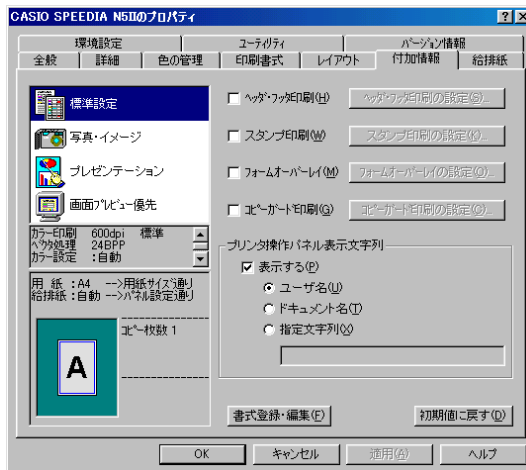 CASIO SPEEDIA N5Ⅱのプロパティ
環境設定 ユーティリティ バージョン情報
全般 詳細 色の管理 印刷書式 レイアウト 付加情報 給排紙
標準設定
写真・イメージ
プレゼンテーション
画面プレビュー優先
カラー印刷 600dpi 標準
ベクタ処理 24BPP
カラー設定 :自動
用 紙 :A4 -->用紙サイズ通り
給排紙:自動 -->パネル設定通り
コピー枚数 1
A
ヘッダ・フッタ印刷(H) ヘッダ・フッタ印刷の設定(S)...
スタンプ印刷(W) スタンプ印刷の設定(K)...
フォームオーバーレイ(M) フォームオーバーレイの設定(O)...
コピーガード印刷(G) コピーガード印刷の設定(C)...
プリンタ操作パネル表示文字列
表示する(P)
ユーザ名(U)
ドキュメント名(T)
指定文字列(X)
書式登録・編集(F) 初期値に戻す(D)
OK キャンセル 適用(A) ヘルプ